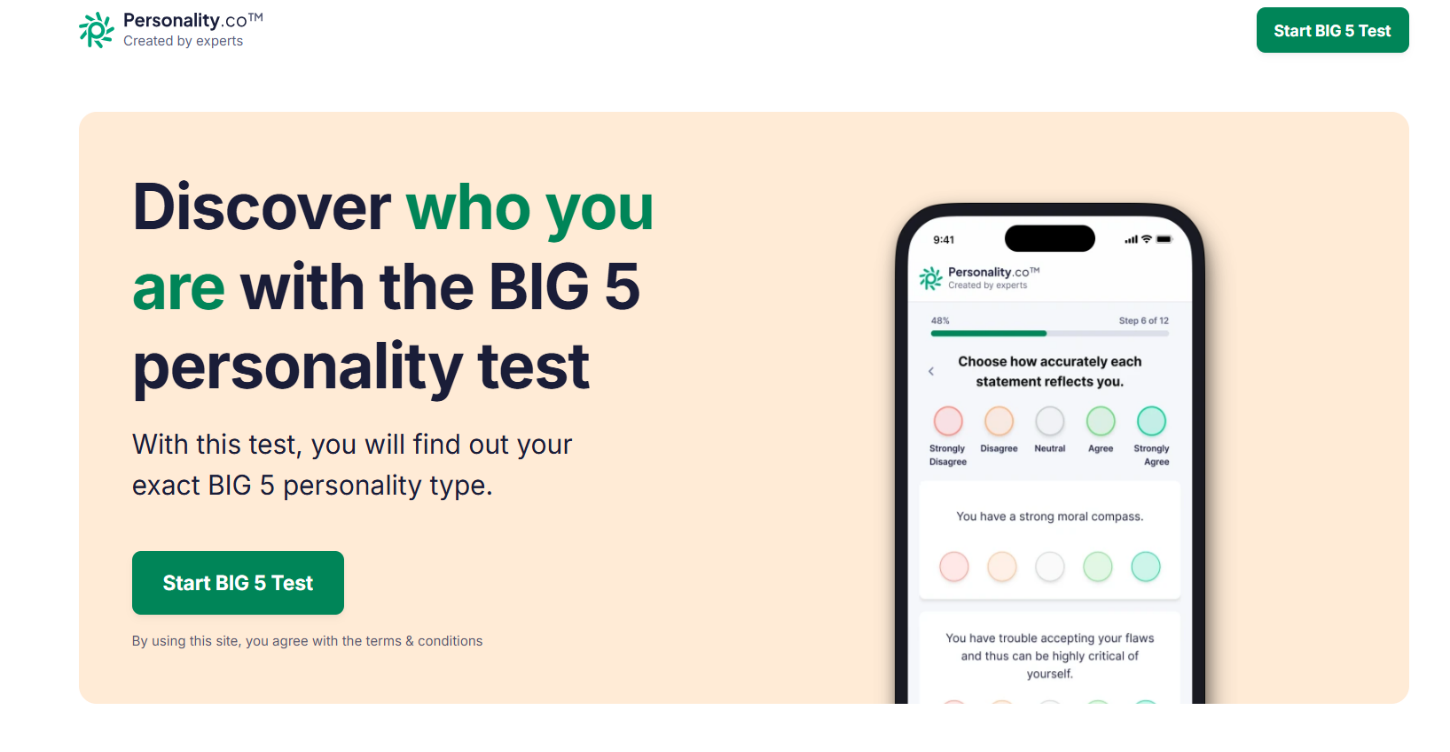 Personality.co™
Created by experts
Start BIG 5 Test
Discover who you
are with the BIG 5
personality test
With this test, you will find out your
exact BIG 5 personality type.
Start BIG 5 Test
By using this site, you agree with the terms & conditions
9:41
Personality.co™
Created by experts
48% Step 6 of 12
Choose how accurately each
statement reflects you.
Strongly Disagree Neutral Agree Strongly
Disagree Agree
You have a strong moral compass.
You have trouble accepting your flaws
and thus can be highly critical of
yourself.